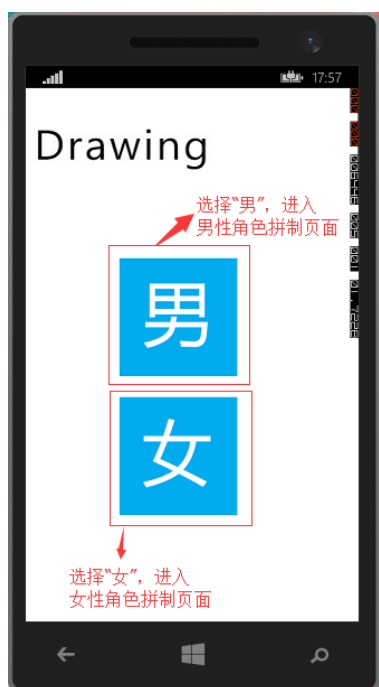 17:57
Drawing
选择“男”，进入
男性角色拼制页面
男
女
选择“女”，进入
女性角色拼制页面